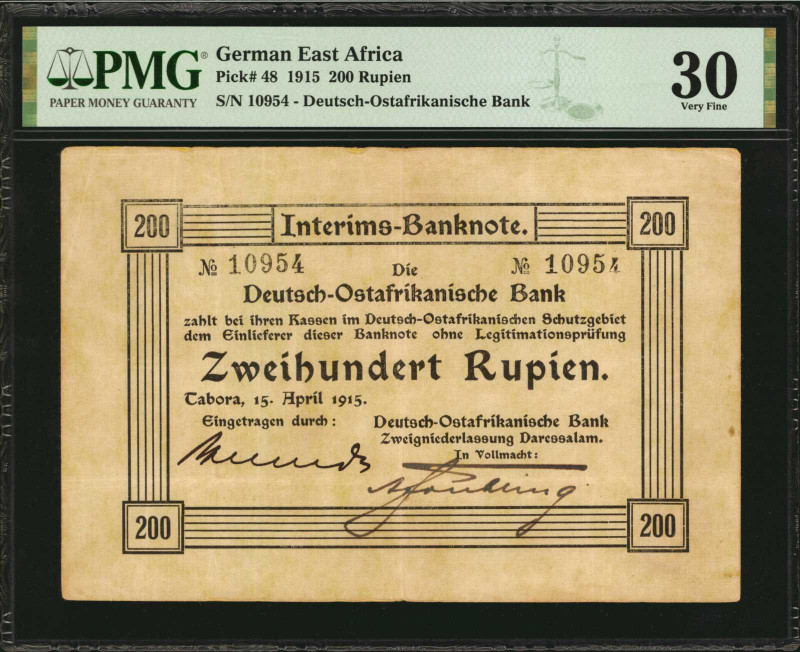 PMG®
PAPER MONEY GUARANTY
German East Africa
Pick# 48 1915 200 Rupien
S/N 10954 - Deutsch-Ostafrikanische Bank
30
Very Fine
200
Interims-Banknote.
200
№ 10954
Die
№ 10954
Deutsch-Ostafrikanische Bank
zahlt bei ihren Kassen im Deutsch-Ostafrikanischen Schutzgebiet
dem Einlieferer dieser Banknote ohne Legitimationsprüfung
Zweihundert Rupien.
Tabora, 15. April 1915.
Eingetragen durch:
Deutsch-Ostafrikanische Bank
Zweigniederlassung Daressalam.
In Vollmacht:
200
200